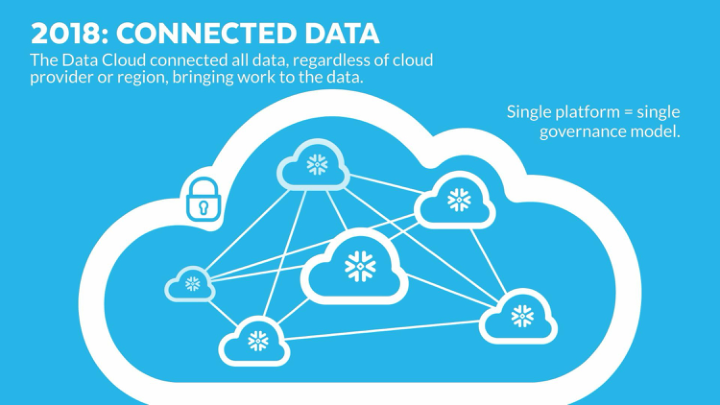 2018: CONNECTED DATA
The Data Cloud connected all data, regardless of cloud
provider or region, bringing work to the data.
Single platform = single
governance model.